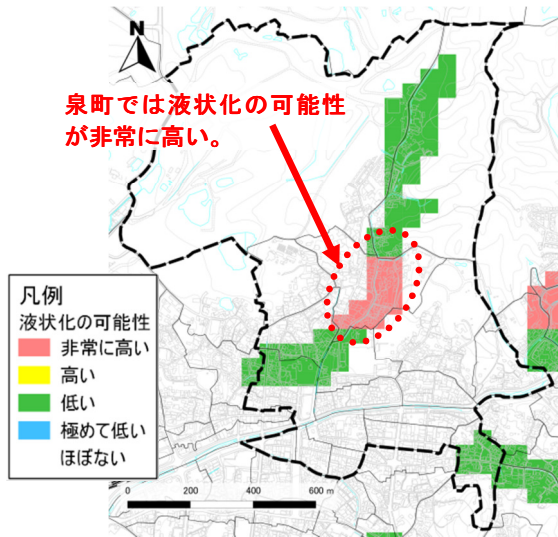 N
泉町では液状化の可能性
が非常に高い。
凡例
液状化の可能性
非常に高い
高い
低い
極めて低い
ほぼない
0 200 400 600 m